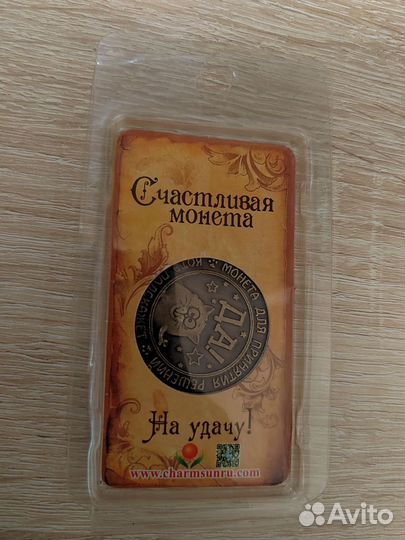 Счастливая
монета
МОНЕТА ДЛЯ ПРИНЯТИЯ РЕШЕНИЙ
ДА!
На удачу!
www.charmsunru.com
Avito